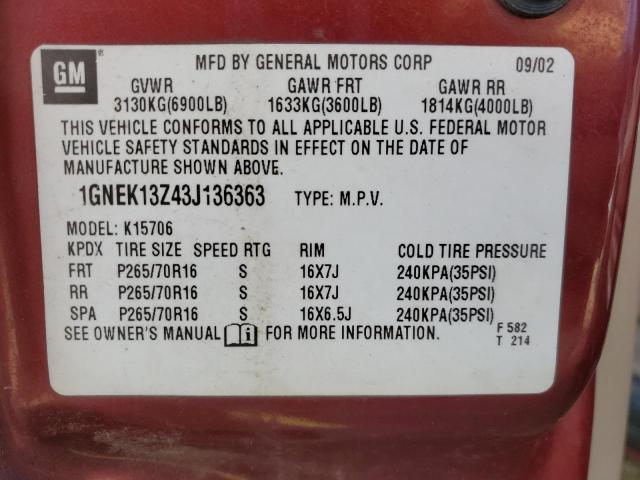 GM ®
MFD BY GENERAL MOTORS CORP 09/02
GVWR GAWR FRT GAWR RR
3130KG(6900LB) 1633KG(3600LB) 1814KG(4000LB)
THIS VEHICLE CONFORMS TO ALL APPLICABLE U.S. FEDERAL MOTOR
VEHICLE SAFETY STANDARDS IN EFFECT ON THE DATE OF
MANUFACTURE SHOWN ABOVE.
1GNEK13Z43J136363 TYPE: M.P.V.
MODEL: K15706
KPDX TIRE SIZE SPEED RTG RIM COLD TIRE PRESSURE
FRT P265/70R16 S 16X7J 240KPA(35PSI)
RR P265/70R16 S 16X7J 240KPA(35PSI)
SPA P265/70R16 S 16X6.5J 240KPA(35PSI)
SEE OWNER'S MANUAL i FOR MORE INFORMATION.
F 582
T 214